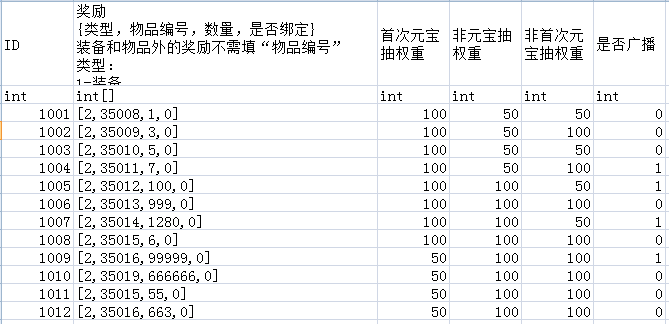 ID 奖励 首次元宝抽权重 非元宝抽权重 非首次元宝抽权重 是否广播
{类型，物品编号，数量，是否绑定}
装备和物品外的奖励不需填“物品编号”
类型：
1=装备
int int[] int int int int
1001 [2,35008,1,0] 100 50 50 0
1002 [2,35009,3,0] 100 50 100 0
1003 [2,35010,5,0] 100 50 50 0
1004 [2,35011,7,0] 100 50 100 1
1005 [2,35012,100,0] 100 100 50 1
1006 [2,35013,999,0] 100 100 100 0
1007 [2,35014,1280,0] 100 100 50 1
1008 [2,35015,6,0] 100 100 100 0
1009 [2,35016,99999,0] 50 100 100 1
1010 [2,35019,666666,0] 50 100 100 0
1011 [2,35015,55,0] 50 100 100 0
1012 [2,35016,663,0] 50 100 100 0